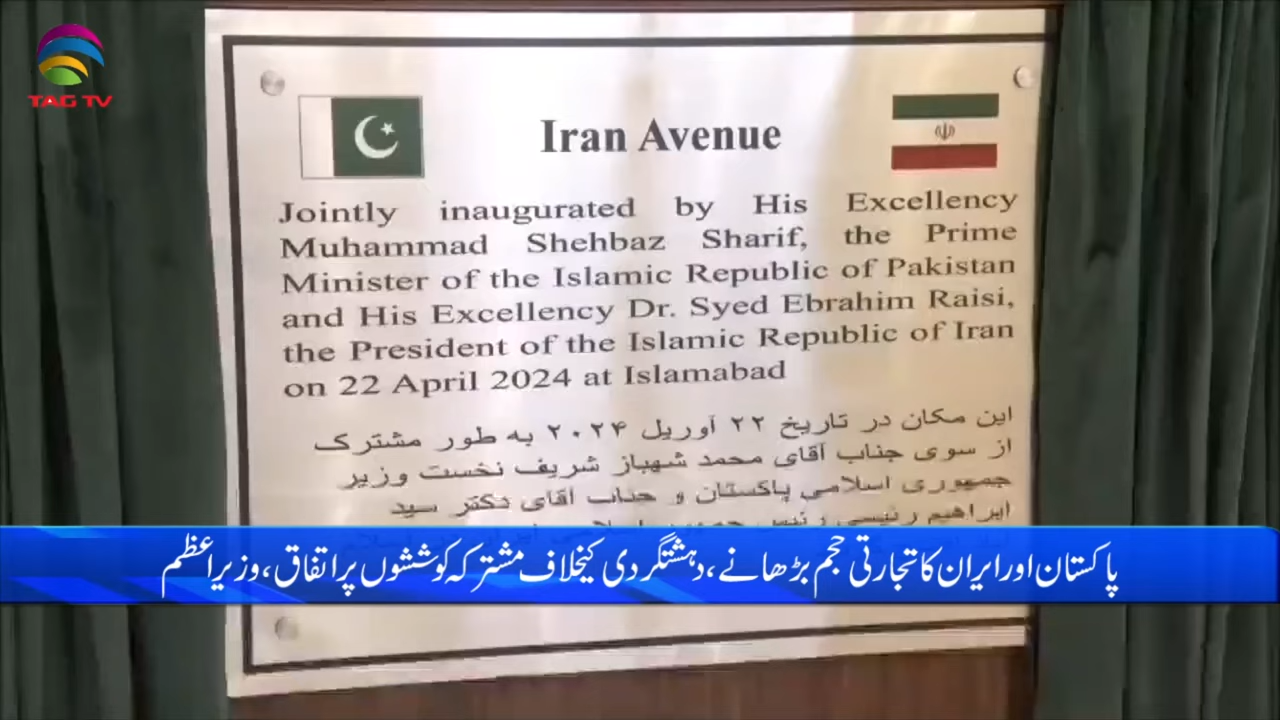 TAG TV
Iran Avenue
Jointly inaugurated by His Excellency
Muhammad Shehbaz Sharif, the Prime
Minister of the Islamic Republic of Pakistan
and His Excellency Dr. Syed Ebrahim Raisi,
the President of the Islamic Republic of Iran
on 22 April 2024 at Islamabad
این مکان در تاریخ ۲۲ آوریل ۲۰۲۴ به طور مشترک
از سوی جناب آقای محمد شهباز شریف نخست وزیر
جمهوری اسلامی پاکستان و جناب آقای دکتر سید
ابراهیم رئیسی رئیس
پاکستان اور ایران کا تجارتی حجم بڑھانے، دہشتگردی کیخلاف مشترکہ کوششوں پر اتفاق، وزیراعظم